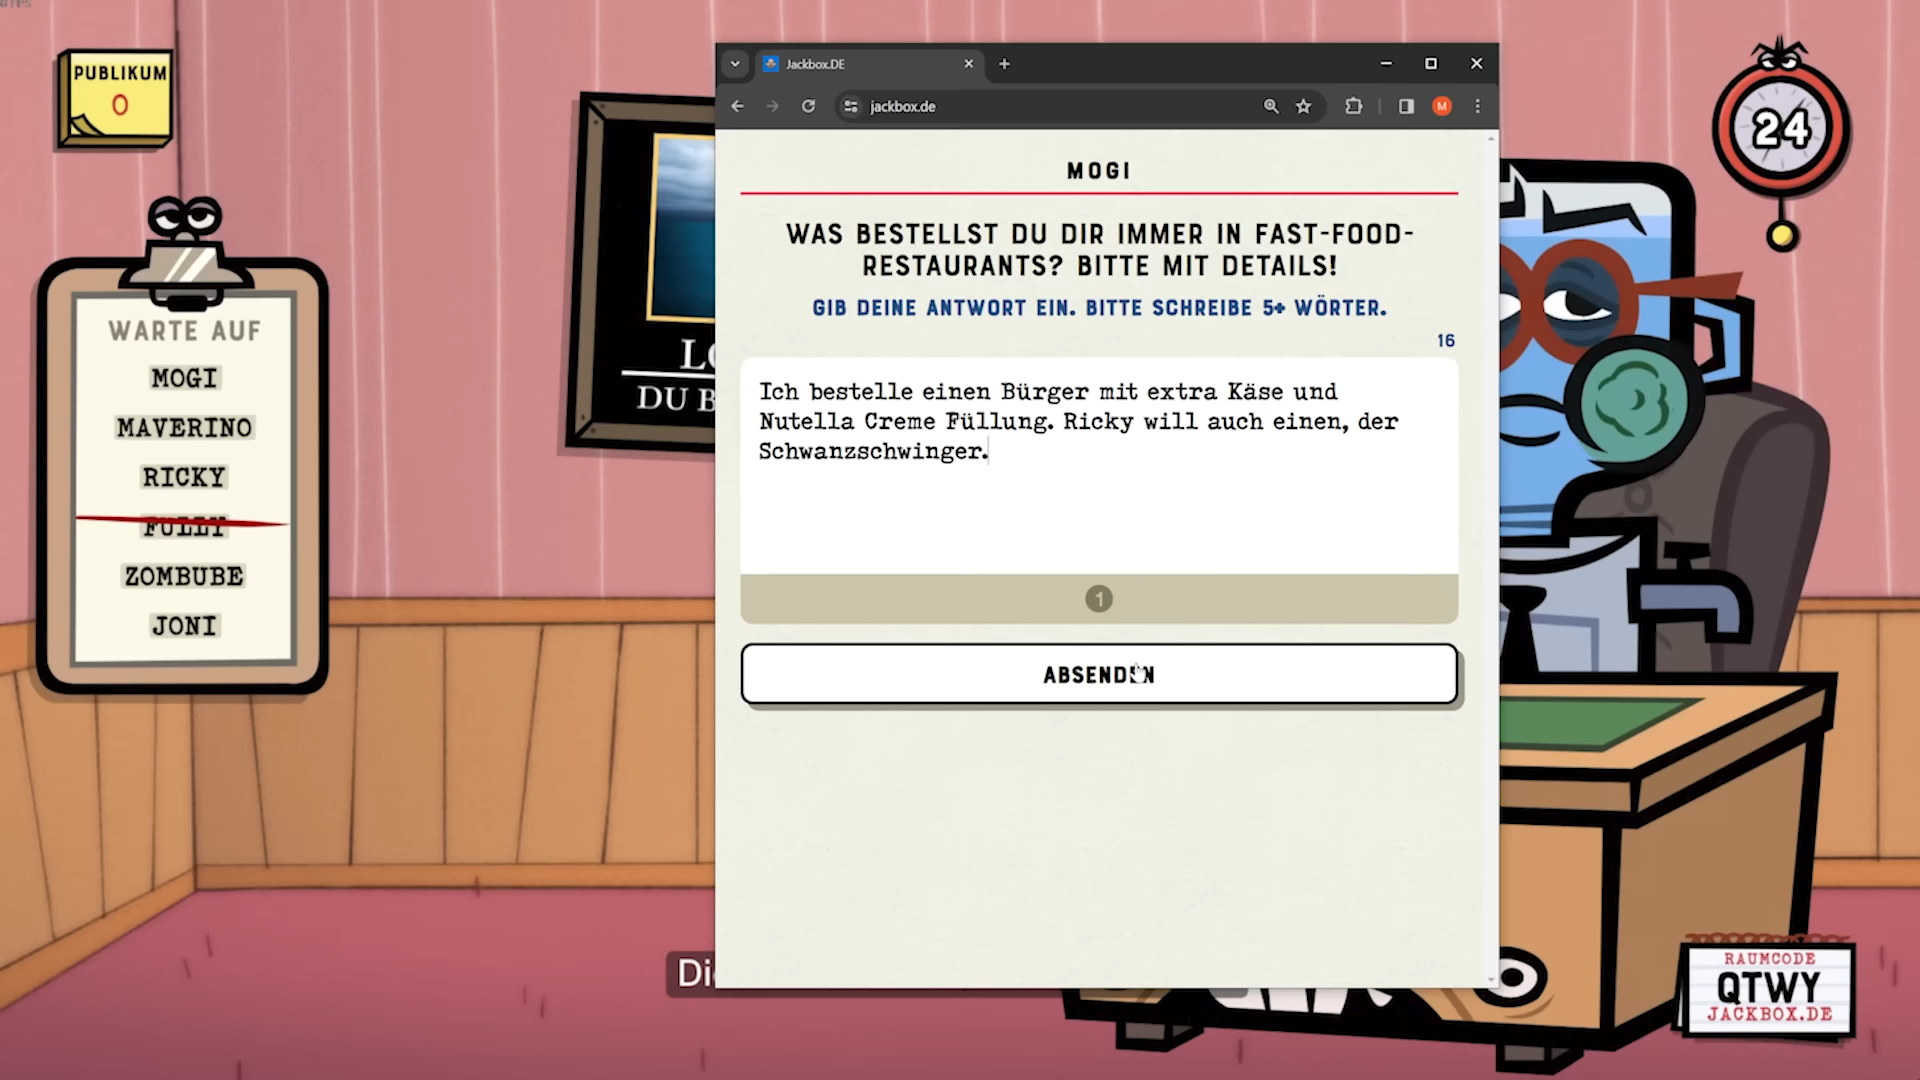 PUBLIKUM
0
WARTE AUF
MOGI
MAVERINO
RICKY
FULLY
ZOMBUBE
JONI
DU
Jackbox.DE
jackbox.de
M
MOGI
WAS BESTELLST DU DIR IMMER IN FAST-FOOD-
RESTAURANTS? BITTE MIT DETAILS!
GIB DEINE ANTWORT EIN. BITTE SCHREIBE 5+ WÖRTER.
16
Ich bestelle einen Bürger mit extra Käse und
Nutella Creme Füllung. Ricky will auch einen, der
Schwanzschwinger.
1
ABSENDEN
24
RAUMCODE
QTWY
JACKBOX.DE